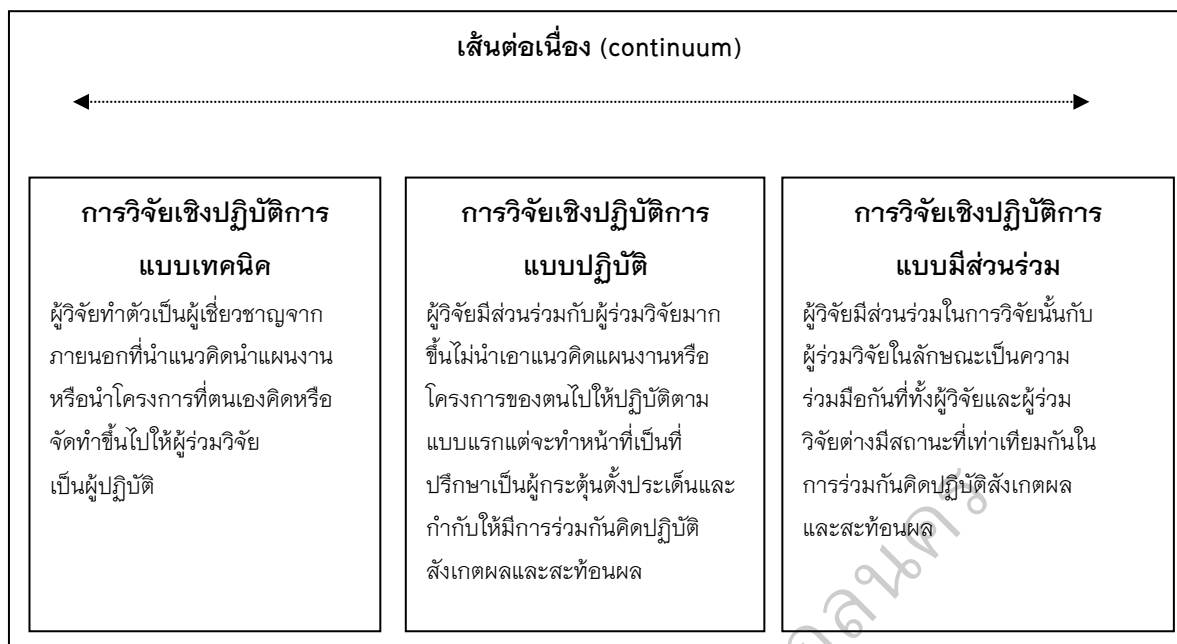 เส้นต่อเนื่อง (continuum)
การวิจัยเชิงปฏิบัติการ
แบบเทคนิค
ผู้วิจัยทำตัวเป็นผู้เชี่ยวชาญจาก
ภายนอกที่นำแนวคิดนำแผนงาน
หรือนำโครงการที่ตนเองคิดหรือ
จัดทำขึ้นไปให้ผู้ร่วมวิจัย
เป็นผู้ปฏิบัติ
การวิจัยเชิงปฏิบัติการ
แบบปฏิบัติ
ผู้วิจัยมีส่วนร่วมกับผู้ร่วมวิจัยมาก
ขึ้นไม่นำเอาแนวคิดแผนงานหรือ
โครงการของตนไปให้ปฏิบัติตาม
แบบแรกแต่จะทำหน้าที่เป็นที่
ปรึกษาเป็นผู้กระตุ้นตั้งประเด็นและ
กำกับให้มีการร่วมกันคิดปฏิบัติ
สังเกตผลและสะท้อนผล
การวิจัยเชิงปฏิบัติการ
แบบมีส่วนร่วม
ผู้วิจัยมีส่วนร่วมในการวิจัยนั้นกับ
ผู้ร่วมวิจัยในลักษณะเป็นความ
ร่วมมือกันที่ทั้งผู้วิจัยและผู้ร่วม
วิจัยต่างมีสถานะที่เท่าเทียมกันใน
การร่วมกันคิดปฏิบัติสังเกตผล
และสะท้อนผล